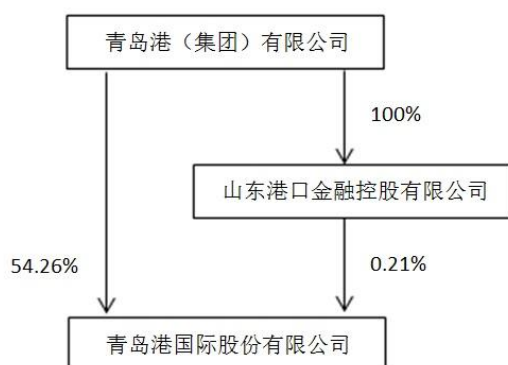 青岛港（集团）有限公司
100%
山东港口金融控股有限公司
54.26%
0.21%
青岛港国际股份有限公司